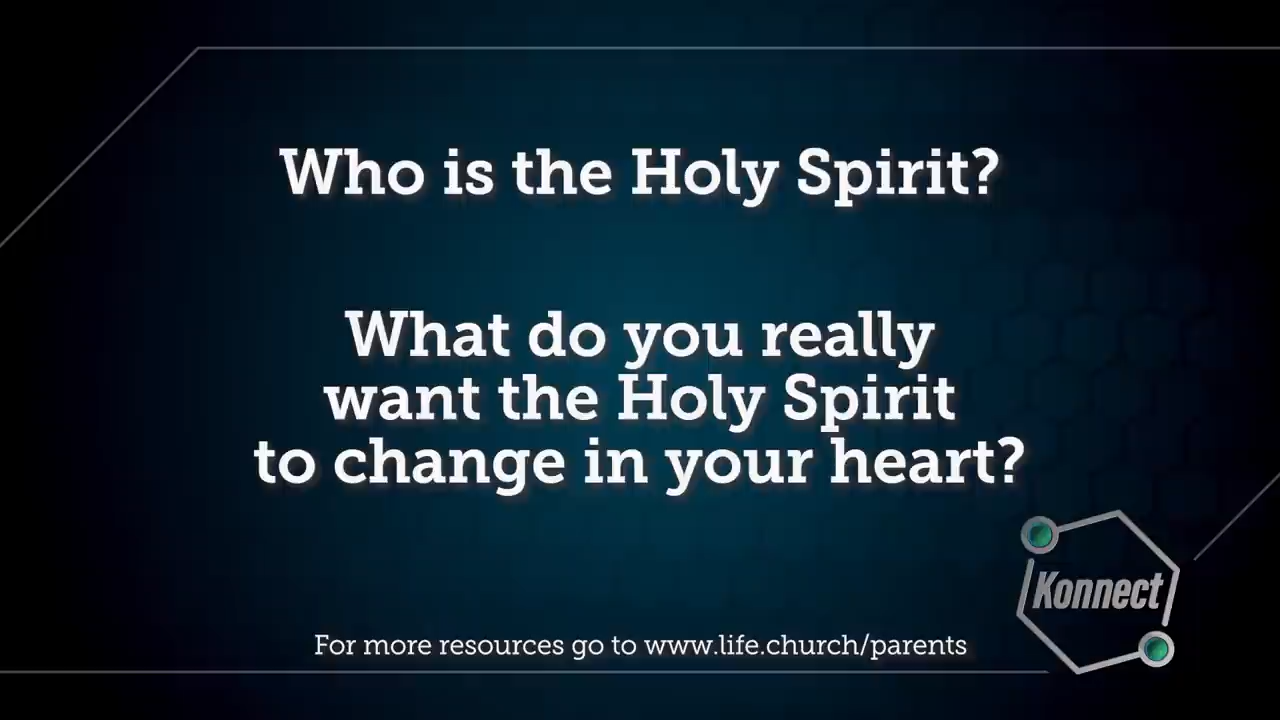 Who is the Holy Spirit?
What do you really
want the Holy Spirit
to change in your heart?
Konnect
For more resources go to www.life.church/parents